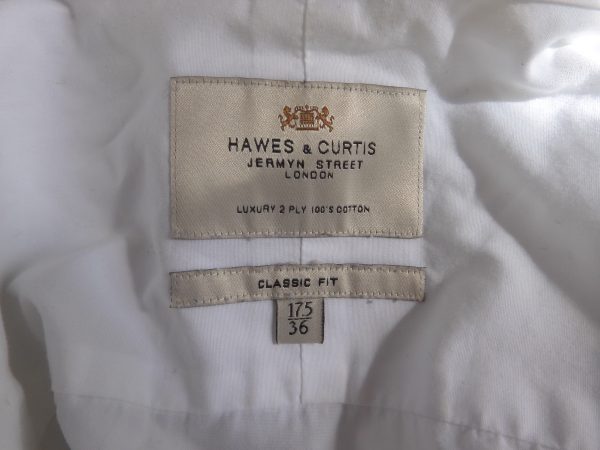 HAWES & CURTIS
JERMYN STREET
LONDON
LUXURY 2 PLY 100'S COTTON
CLASSIC FIT
17.5
36